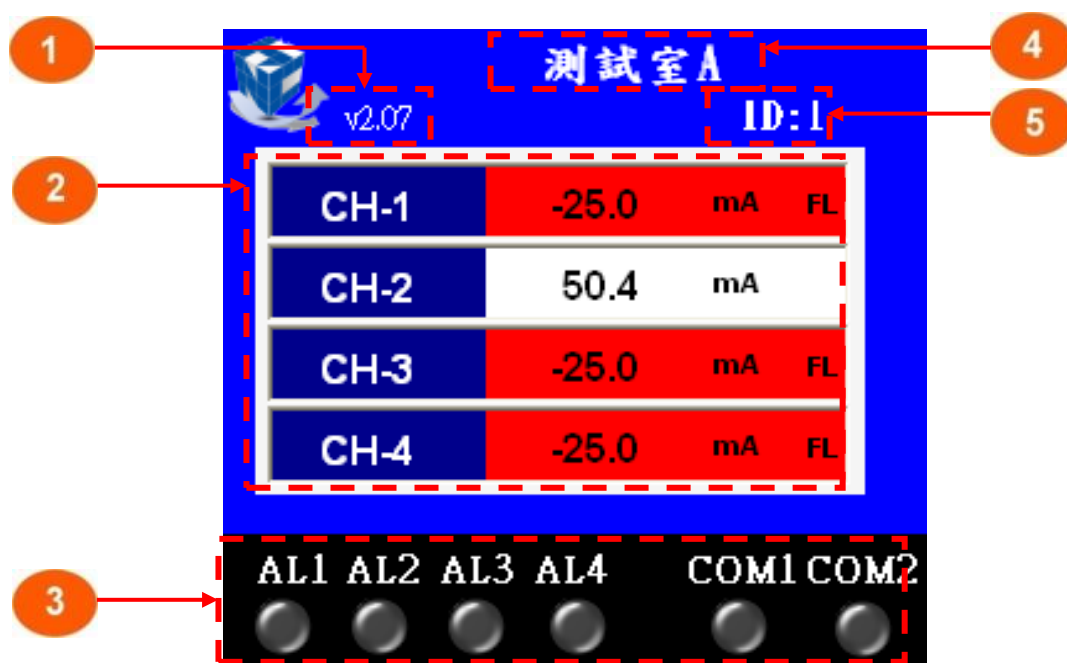 1
4
測試室A
v2.07
ID:1
5
2
CH-1 -25.0 mA FL
CH-2 50.4 mA
CH-3 -25.0 mA FL
CH-4 -25.0 mA FL
3
AL1 AL2 AL3 AL4 COM1 COM2